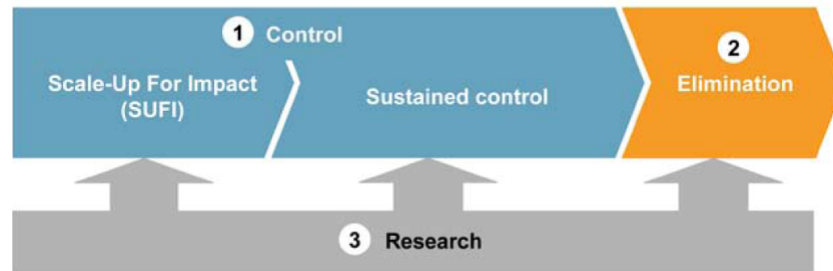 1 Control
Scale-Up For Impact
(SUFI)
Sustained control
2
Elimination
3 Research